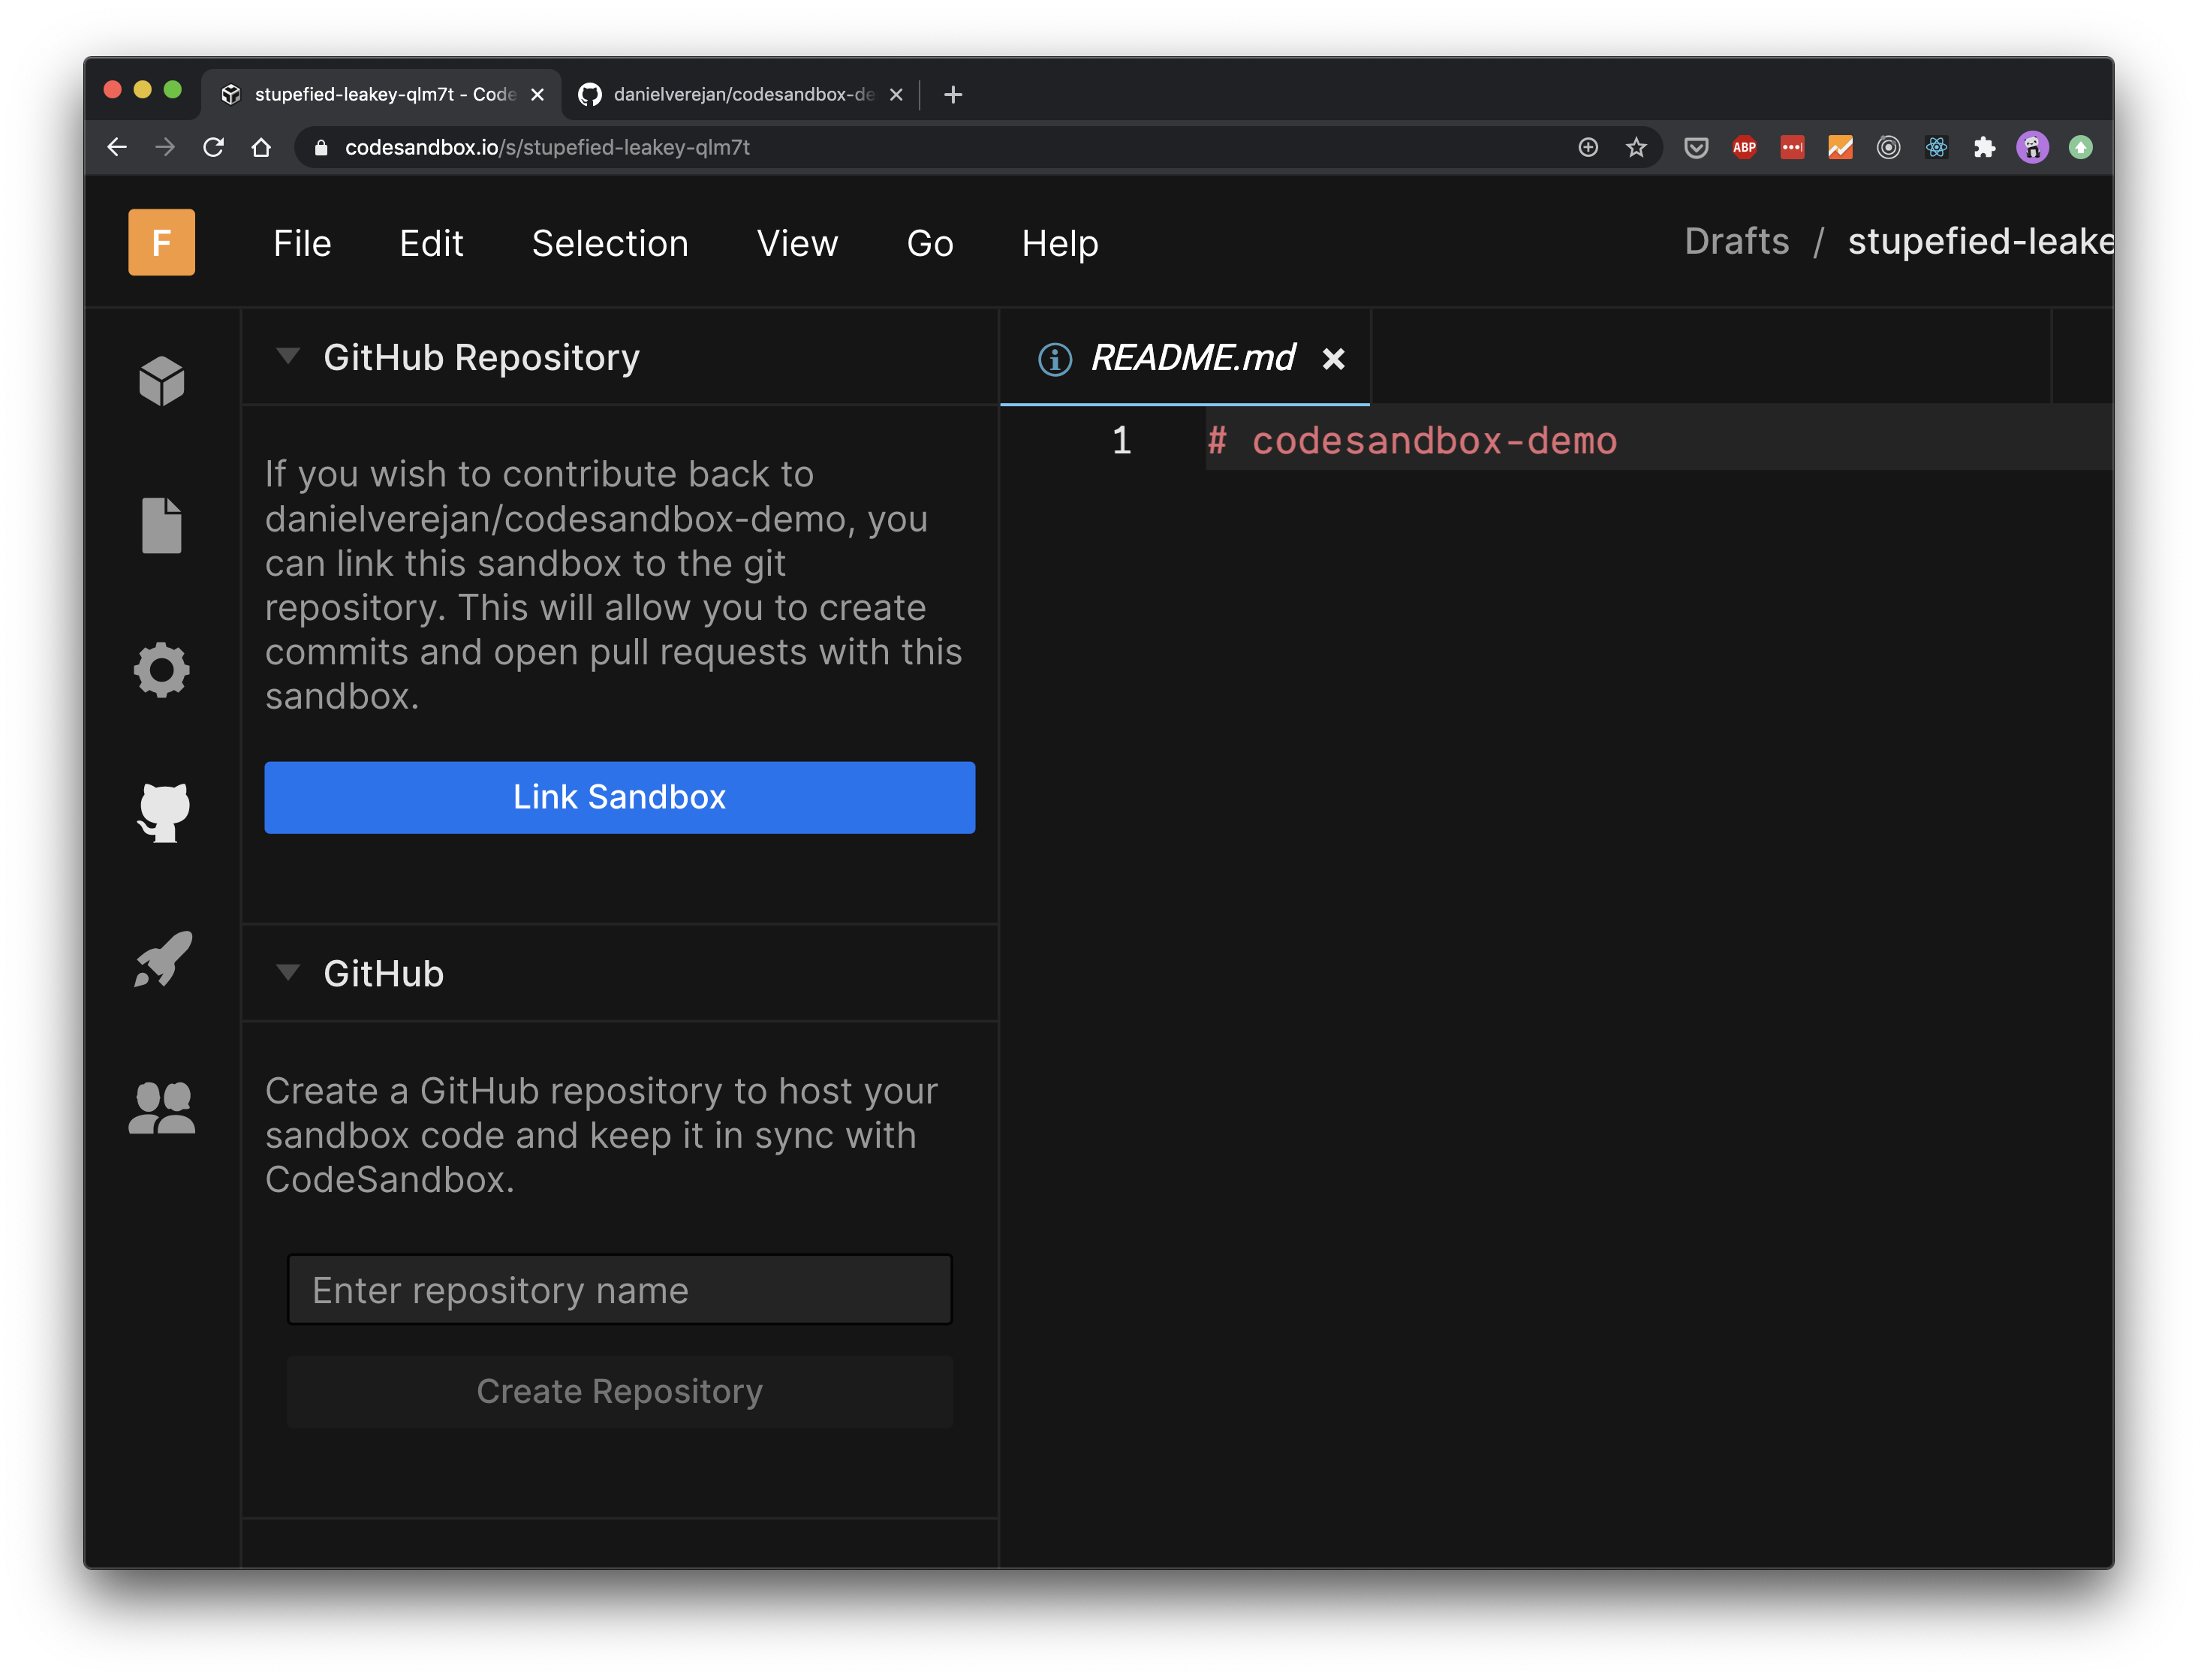 stupefied-leakey-qlm7t - Code
danielverejan/codesandbox-de
codesandbox.io/s/stupefied-leakey-qlm7t
ABP
F
File Edit Selection View Go Help
Drafts / stupefied-leake
GitHub Repository
README.md
1 # codesandbox-demo
If you wish to contribute back to
danielverejan/codesandbox-demo, you
can link this sandbox to the git
repository. This will allow you to create
commits and open pull requests with this
sandbox.
Link Sandbox
GitHub
Create a GitHub repository to host your
sandbox code and keep it in sync with
CodeSandbox.
Enter repository name
Create Repository